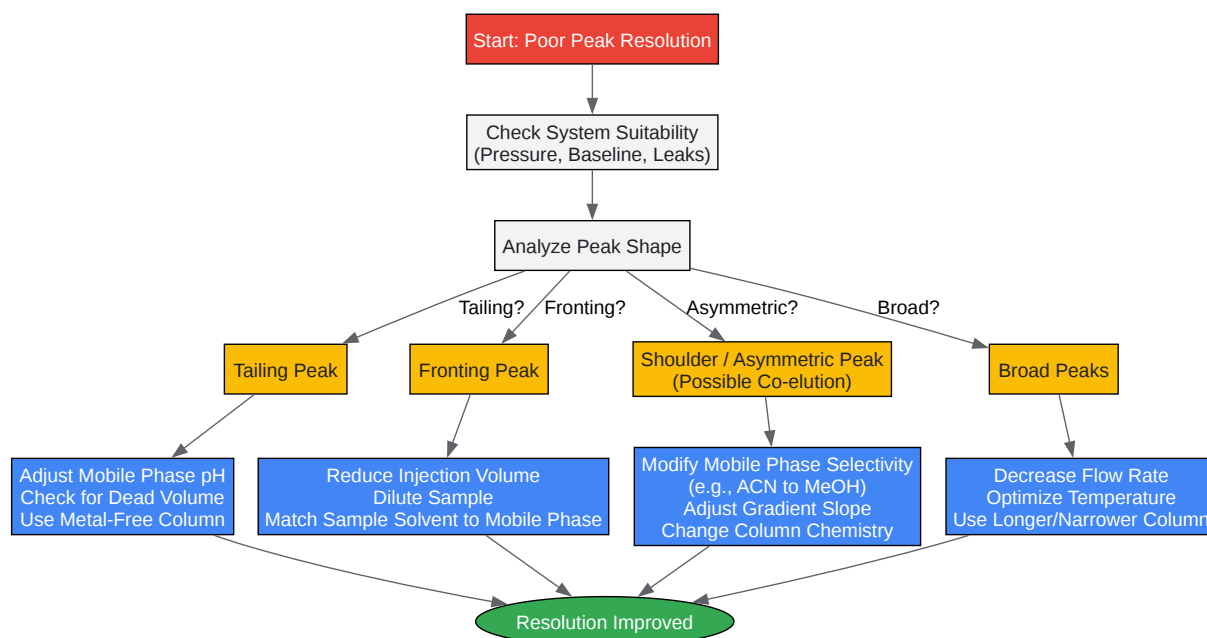 Start: Poor Peak Resolution
Check System Suitability
(Pressure, Baseline, Leaks)
Analyze Peak Shape
Tailing?
Fronting?
Asymmetric?
Broad?
Tailing Peak
Fronting Peak
Shoulder / Asymmetric Peak
(Possible Co-elution)
Broad Peaks
Adjust Mobile Phase pH
Check for Dead Volume
Use Metal-Free Column
Reduce Injection Volume
Dilute Sample
Match Sample Solvent to Mobile Phase
Modify Mobile Phase Selectivity
(e.g., ACN to MeOH)
Adjust Gradient Slope
Change Column Chemistry
Decrease Flow Rate
Optimize Temperature
Use Longer/Narrower Column
Resolution Improved